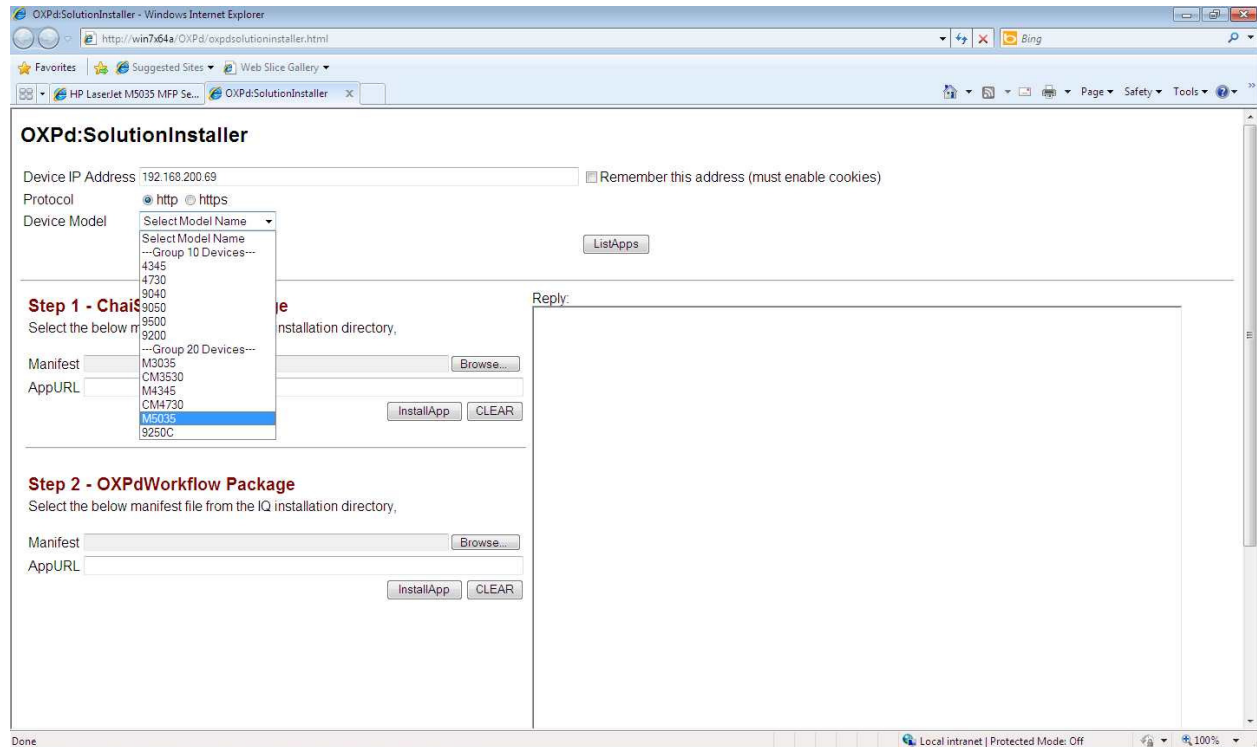 OXPd:SolutionInstaller - Windows Internet Explorer
http://win7x64a/OXPd/oxpdsolutioninstaller.html
Bing
Favorites
Suggested Sites
Web Slice Gallery
HP LaserJet M5035 MFP Se...
OXPd:SolutionInstaller
x
Page
Safety
Tools
OXPd:SolutionInstaller
Device IP Address 192.168.200.69
Remember this address (must enable cookies)
Protocol http https
Device Model Select Model Name
Select Model Name
---Group 10 Devices---
4345
4730
9040
9050
9500
9200
---Group 20 Devices---
M3035
CM3530
M4345
CM4730
M5035
9250C
ListApps
Step 1 - Chai
Select the below
nstallation directory,
Manifest Browse...
AppURL
InstallApp CLEAR
Step 2 - OXPdWorkflow Package
Select the below manifest file from the IQ installation directory,
Manifest Browse...
AppURL
InstallApp CLEAR
Reply:
Done
Local intranet | Protected Mode: Off
100%